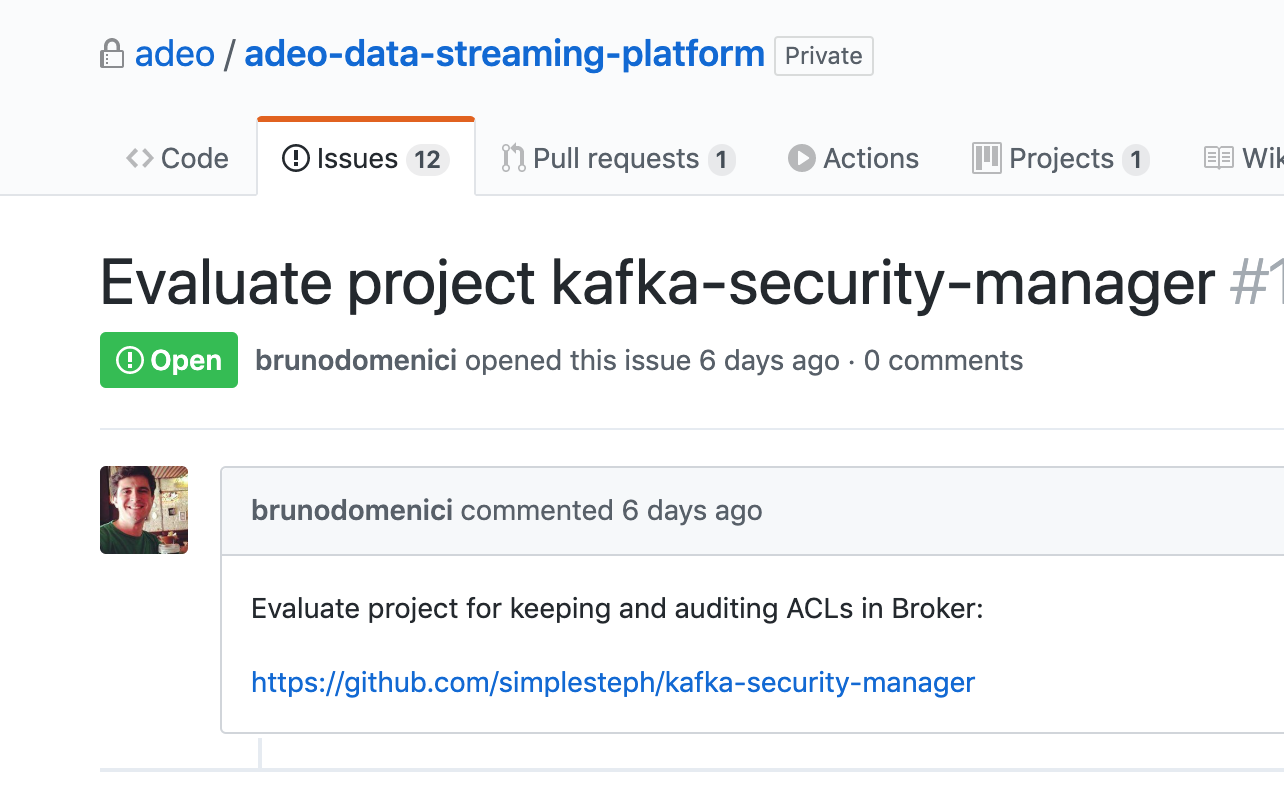 adeo / adeo-data-streaming-platform Private
Code Issues 12 Pull requests 1 Actions Projects 1
Evaluate project kafka-security-manager
Open brunodomenici opened this issue 6 days ago · 0 comments
brunodomenici commented 6 days ago
Evaluate project for keeping and auditing ACLs in Broker:
https://github.com/simplesteph/kafka-security-manager